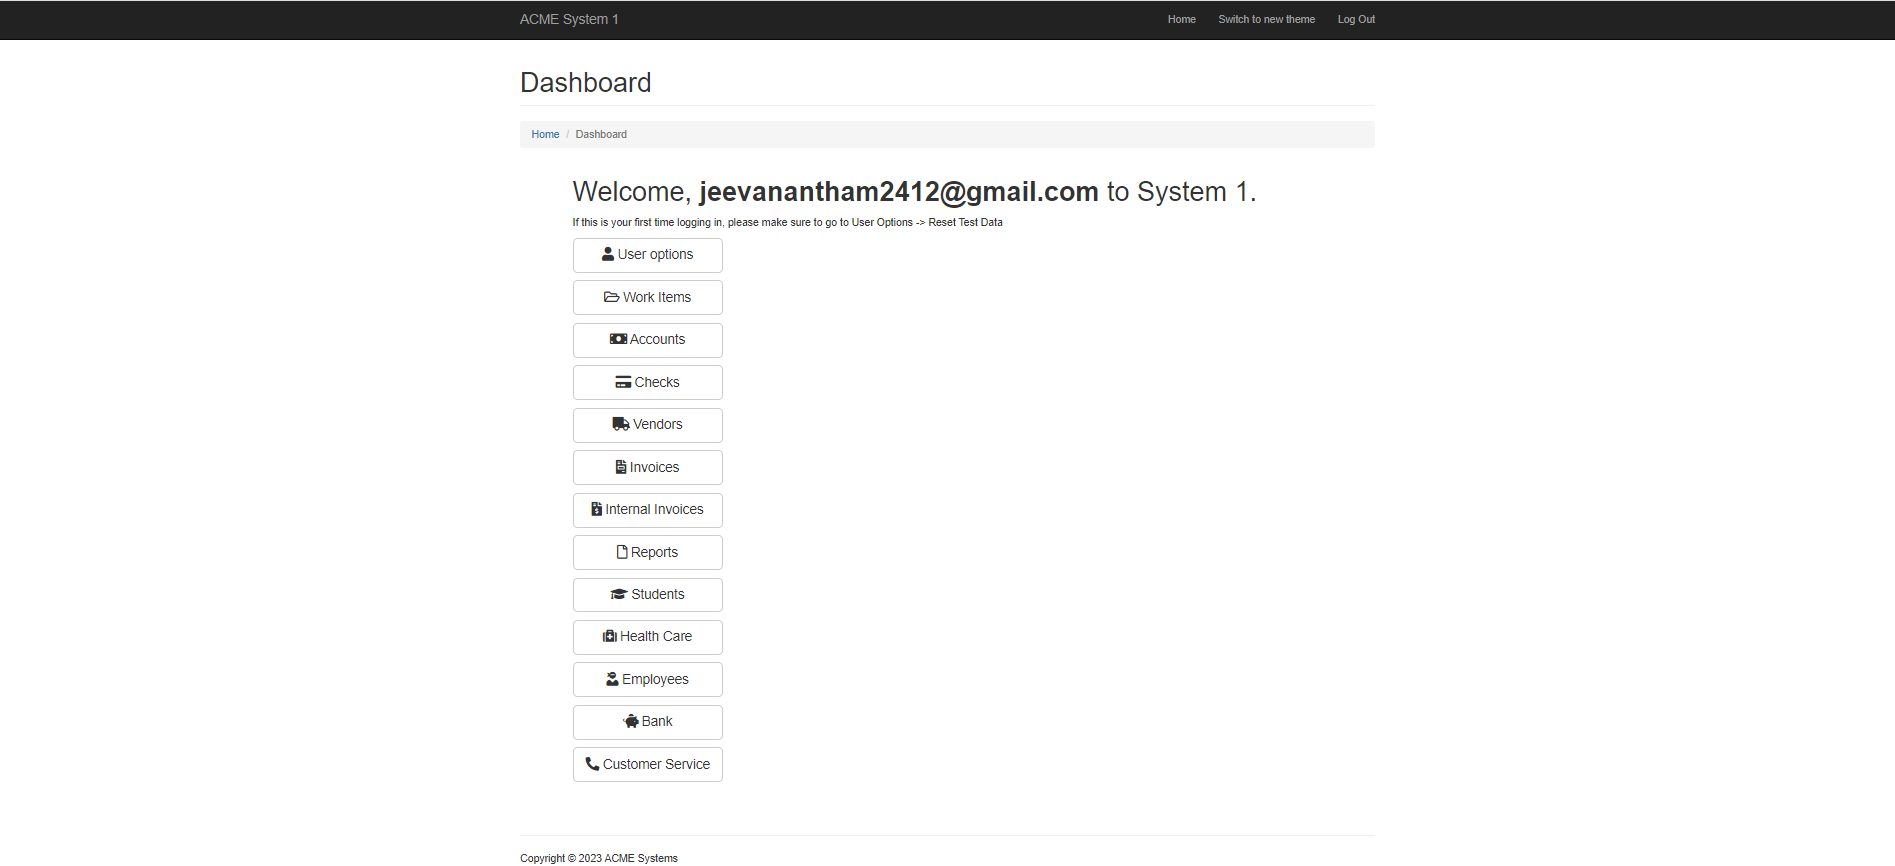 ACME System 1 Home Switch to new theme Log Out
Dashboard
Home / Dashboard
Welcome, jeevanantham2412@gmail.com to System 1.
If this is your first time logging in, please make sure to go to User Options -> Reset Test Data
User options
Work Items
Accounts
Checks
Vendors
Invoices
Internal Invoices
Reports
Students
Health Care
Employees
Bank
Customer Service
Copyright © 2023 ACME Systems